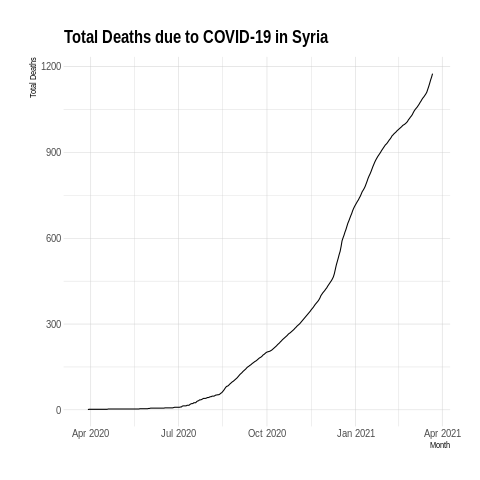 Total Deaths due to COVID-19 in Syria
Total Deaths
1200
900
600
300
0
Apr 2020 Jul 2020 Oct 2020 Jan 2021 Apr 2021
Month